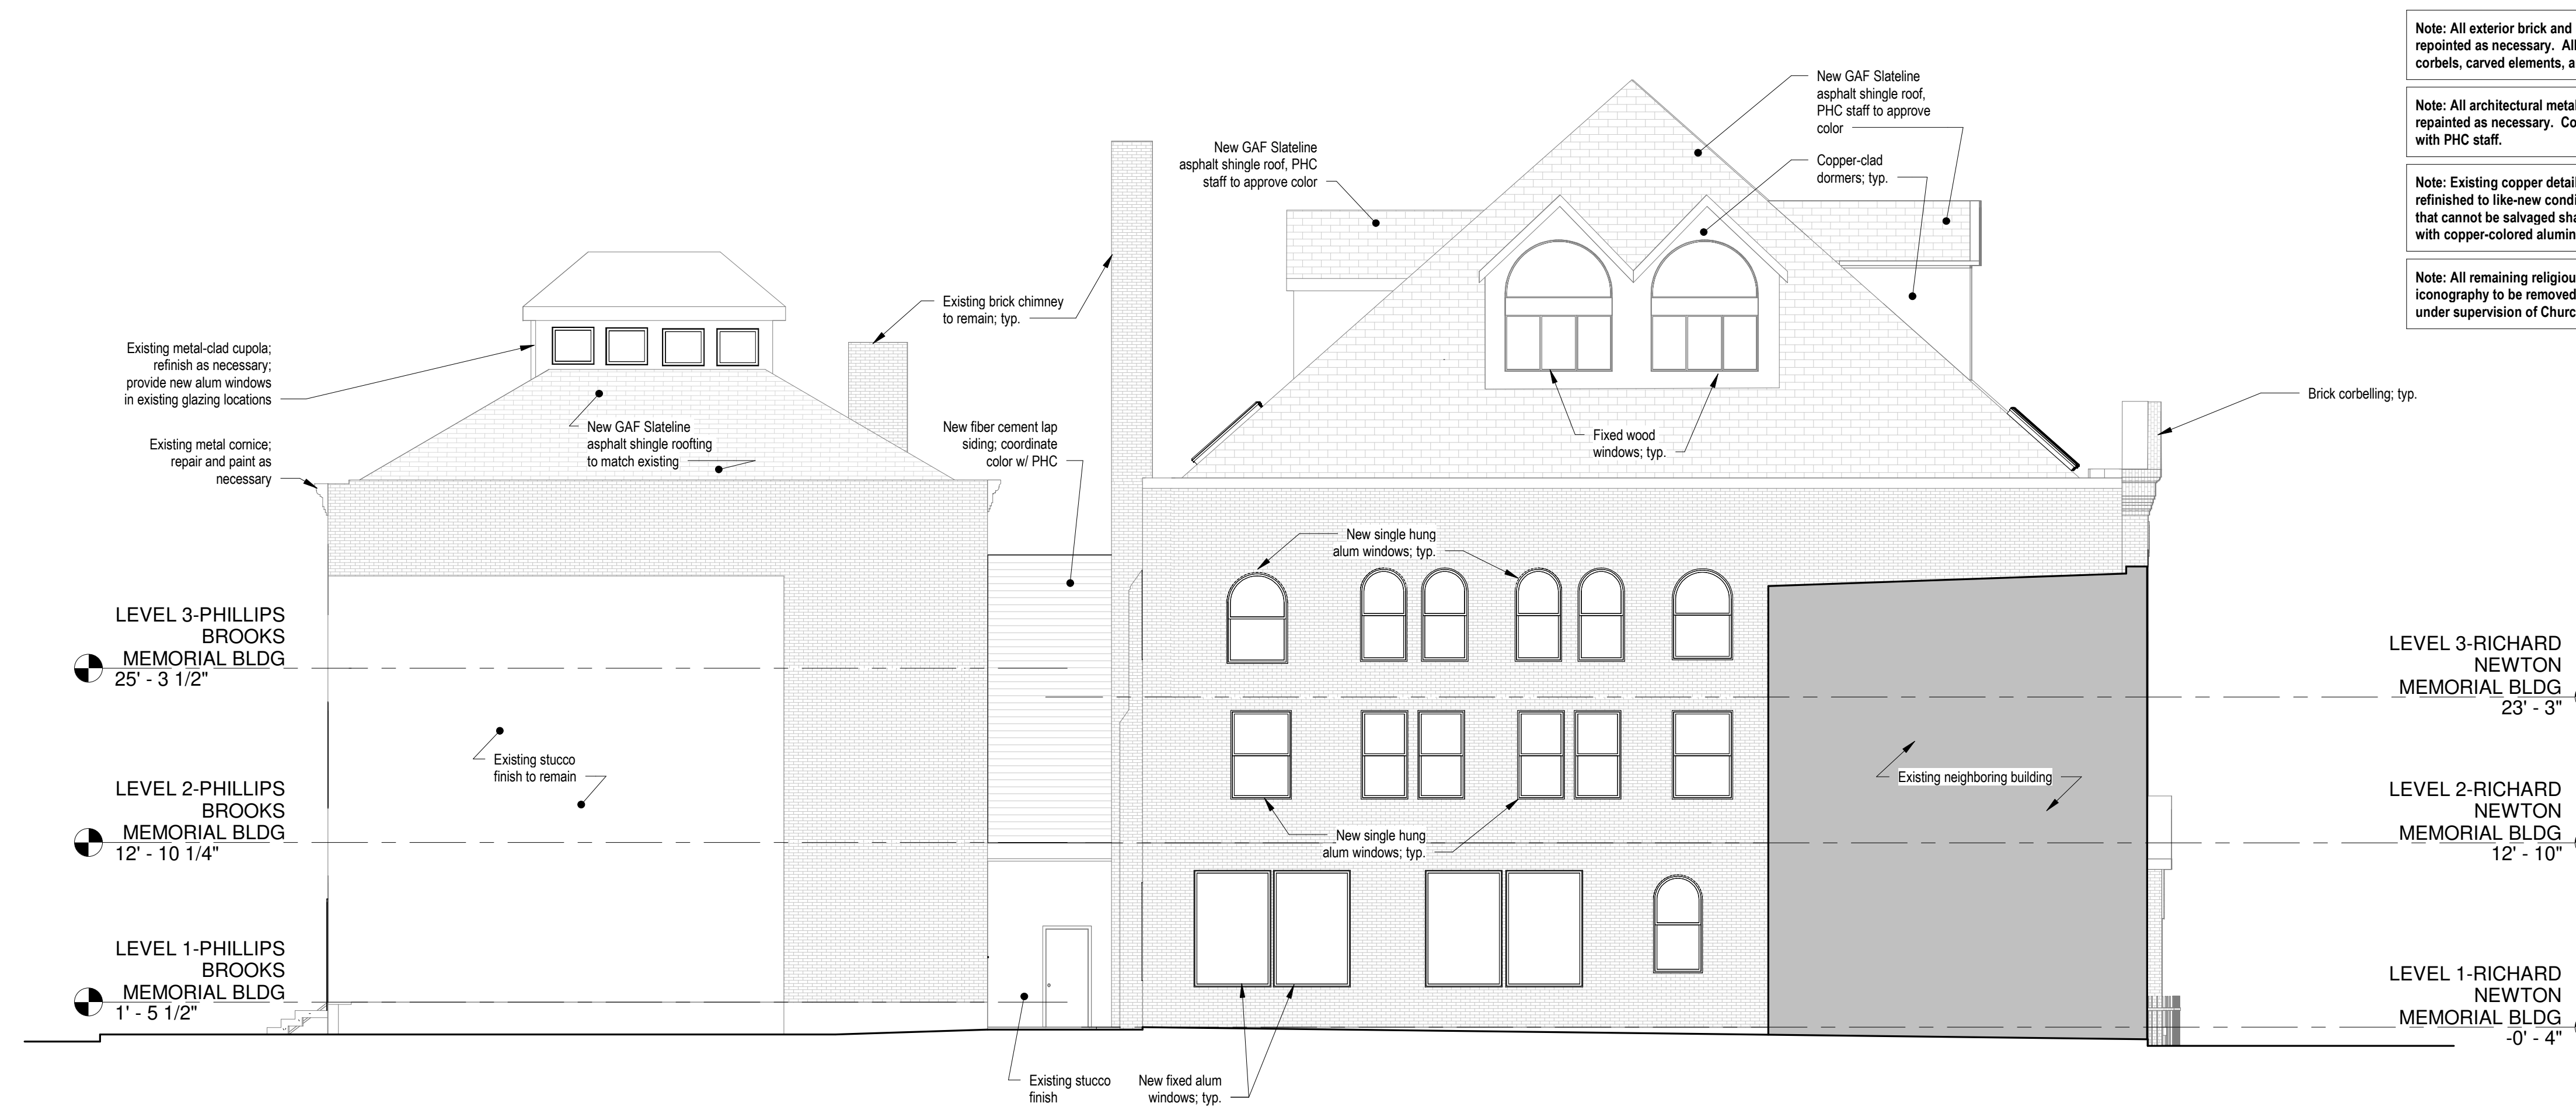 Note: All exterior brick and
repointed as necessary. All
corbels, carved elements, a
Note: All architectural metal
repainted as necessary. Co
with PHC staff.
Note: Existing copper detail
refinished to like-new condi
that cannot be salvaged sha
with copper-colored alumin
Note: All remaining religiou
iconography to be removed
under supervision of Churc
New GAF Slateline
asphalt shingle roof,
PHC staff to approve
color
New GAF Slateline
asphalt shingle roof, PHC
staff to approve color
Copper-clad
dormers; typ.
Existing brick chimney
to remain; typ.
Existing metal-clad cupola;
refinish as necessary;
provide new alum windows
in existing glazing locations
Brick corbelling; typ.
New GAF Slateline
asphalt shingle roofting
to match existing
New fiber cement lap
siding; coordinate
color w/ PHC
Fixed wood
windows; typ.
Existing metal cornice;
repair and paint as
necessary
New single hung
alum windows; typ.
LEVEL 3-PHILLIPS
BROOKS
MEMORIAL BLDG
25' - 3 1/2"
LEVEL 3-RICHARD
NEWTON
MEMORIAL BLDG
23' - 3"
Existing stucco
finish to remain
Existing neighboring building
LEVEL 2-PHILLIPS
BROOKS
MEMORIAL BLDG
12' - 10 1/4"
LEVEL 2-RICHARD
NEWTON
MEMORIAL BLDG
12' - 10"
New single hung
alum windows; typ.
LEVEL 1-PHILLIPS
BROOKS
MEMORIAL BLDG
1' - 5 1/2"
LEVEL 1-RICHARD
NEWTON
MEMORIAL BLDG
-0' - 4"
Existing stucco
finish
New fixed alum
windows; typ.